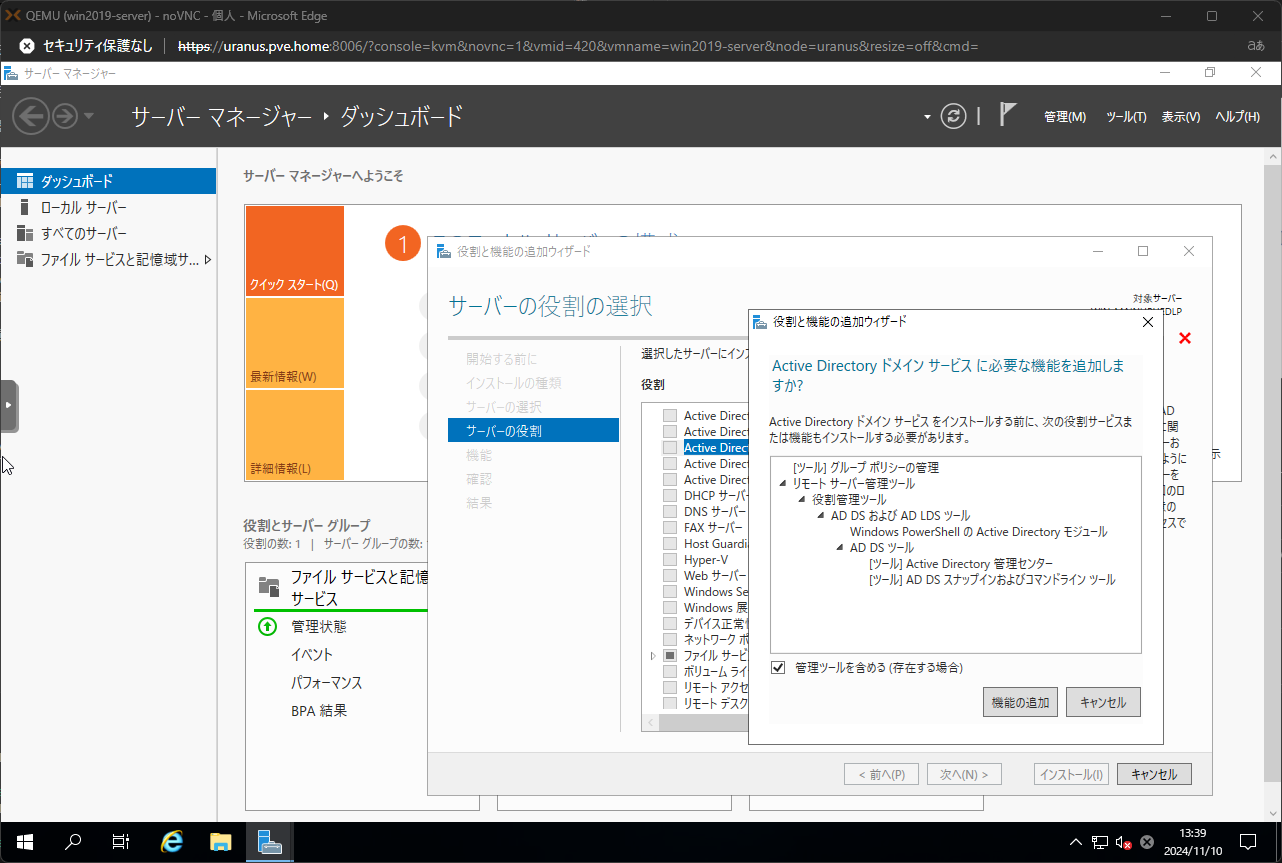 QEMU (win2019-server) - noVNC - 個人 - Microsoft Edge
セキュリティ保護なし
https://uranus.pve.home:8006/?console=kvm&novnc=1&vmid=420&vmname=win2019-server&node=uranus&resize=off&cmd=
aあ
サーバー マネージャー
サーバー マネージャー ・ ダッシュボード
管理(M)
ツール(T)
表示(V)
ヘルプ(H)
ダッシュボード
ローカル サーバー
すべてのサーバー
ファイル サービスと記憶域サ...
サーバー マネージャーへようこそ
クイック スタート(Q)
最新情報(W)
詳細情報(L)
1
役割とサーバー グループ
役割の数: 1 | サーバー グループの数:
ファイル サービスと記憶
サービス
管理状態
イベント
パフォーマンス
BPA 結果
役割と機能の追加ウィザード
サーバーの役割の選択
対象サーバー
開始する前に
インストールの種類
サーバーの選択
サーバーの役割
機能
確認
結果
選択したサーバーにインス
役割
Active Direc
Active Direc
Active Direc
Active Direc
Active Direc
DHCP サーバー
DNS サーバー
FAX サーバー
Host Guardi
Hyper-V
Web サーバー
Windows Se
Windows 展
デバイス正常性
ネットワーク ポ
ファイル サービ
ボリューム ライ
リモート アクセ
リモート デスク
< 前へ(P)
次へ(N) >
インストール(I)
キャンセル
役割と機能の追加ウィザード
Active Directory ドメイン サービス に必要な機能を追加しま
すか?
Active Directory ドメイン サービス をインストールする前に、次の役割サービスま
たは機能もインストールする必要があります。
[ツール] グループ ポリシーの管理
リモート サーバー管理ツール
役割管理ツール
AD DS および AD LDS ツール
Windows PowerShell の Active Directory モジュール
AD DS ツール
[ツール] Active Directory 管理センター
[ツール] AD DS スナップインおよびコマンドライン ツール
管理ツールを含める (存在する場合)
機能の追加
キャンセル
13:39
2024/11/10